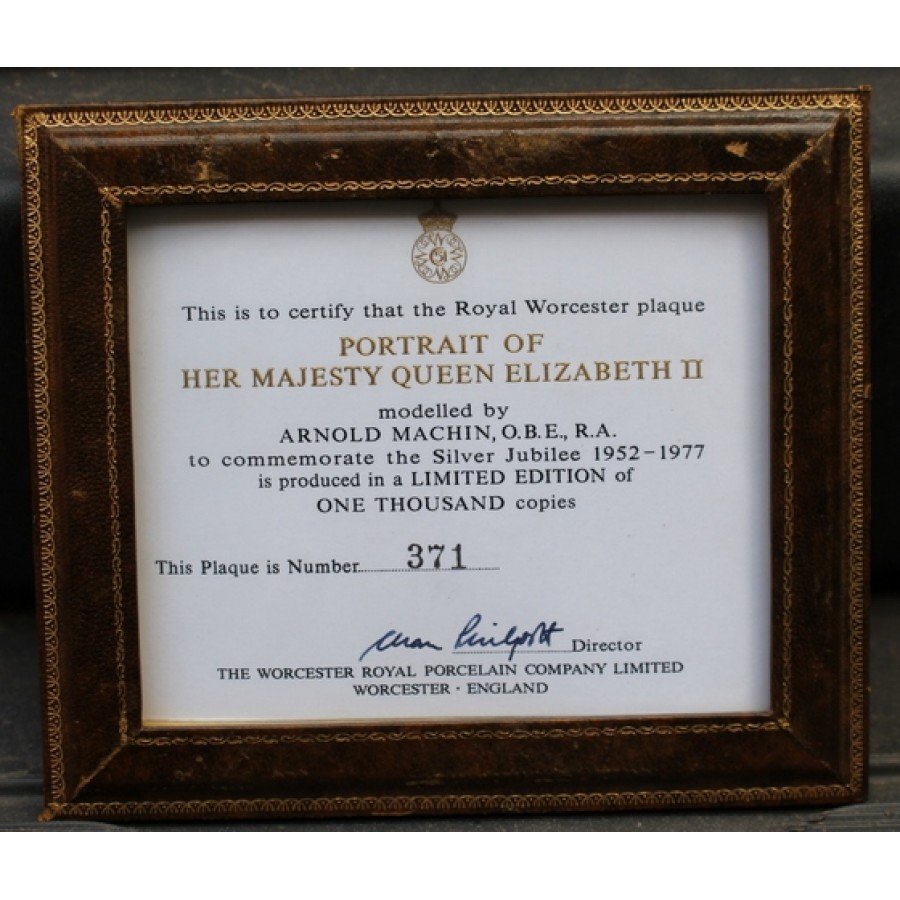 This is to certify that the Royal Worcester plaque
PORTRAIT OF
HER MAJESTY QUEEN ELIZABETH II
modelled by
ARNOLD MACHIN, O.B.E., R.A.
to commemorate the Silver Jubilee 1952-1977
is produced in a LIMITED EDITION of
ONE THOUSAND copies
This Plaque is Number 371
Director
THE WORCESTER ROYAL PORCELAIN COMPANY LIMITED
WORCESTER · ENGLAND